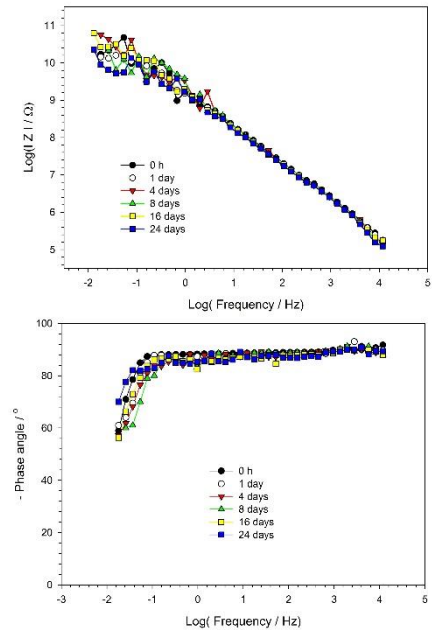 Log(I Z I / Ω)
11
10
9
8
7
6
5
0 h
1 day
4 days
8 days
16 days
24 days
-2
-1
0
1
2
3
4
5
Log( Frequency / Hz)
- Phase angle / °
100
80
60
40
20
0
0 h
1 day
4 days
8 days
16 days
24 days
-3
-2
-1
0
1
2
3
4
5
Log( Frequency / Hz)